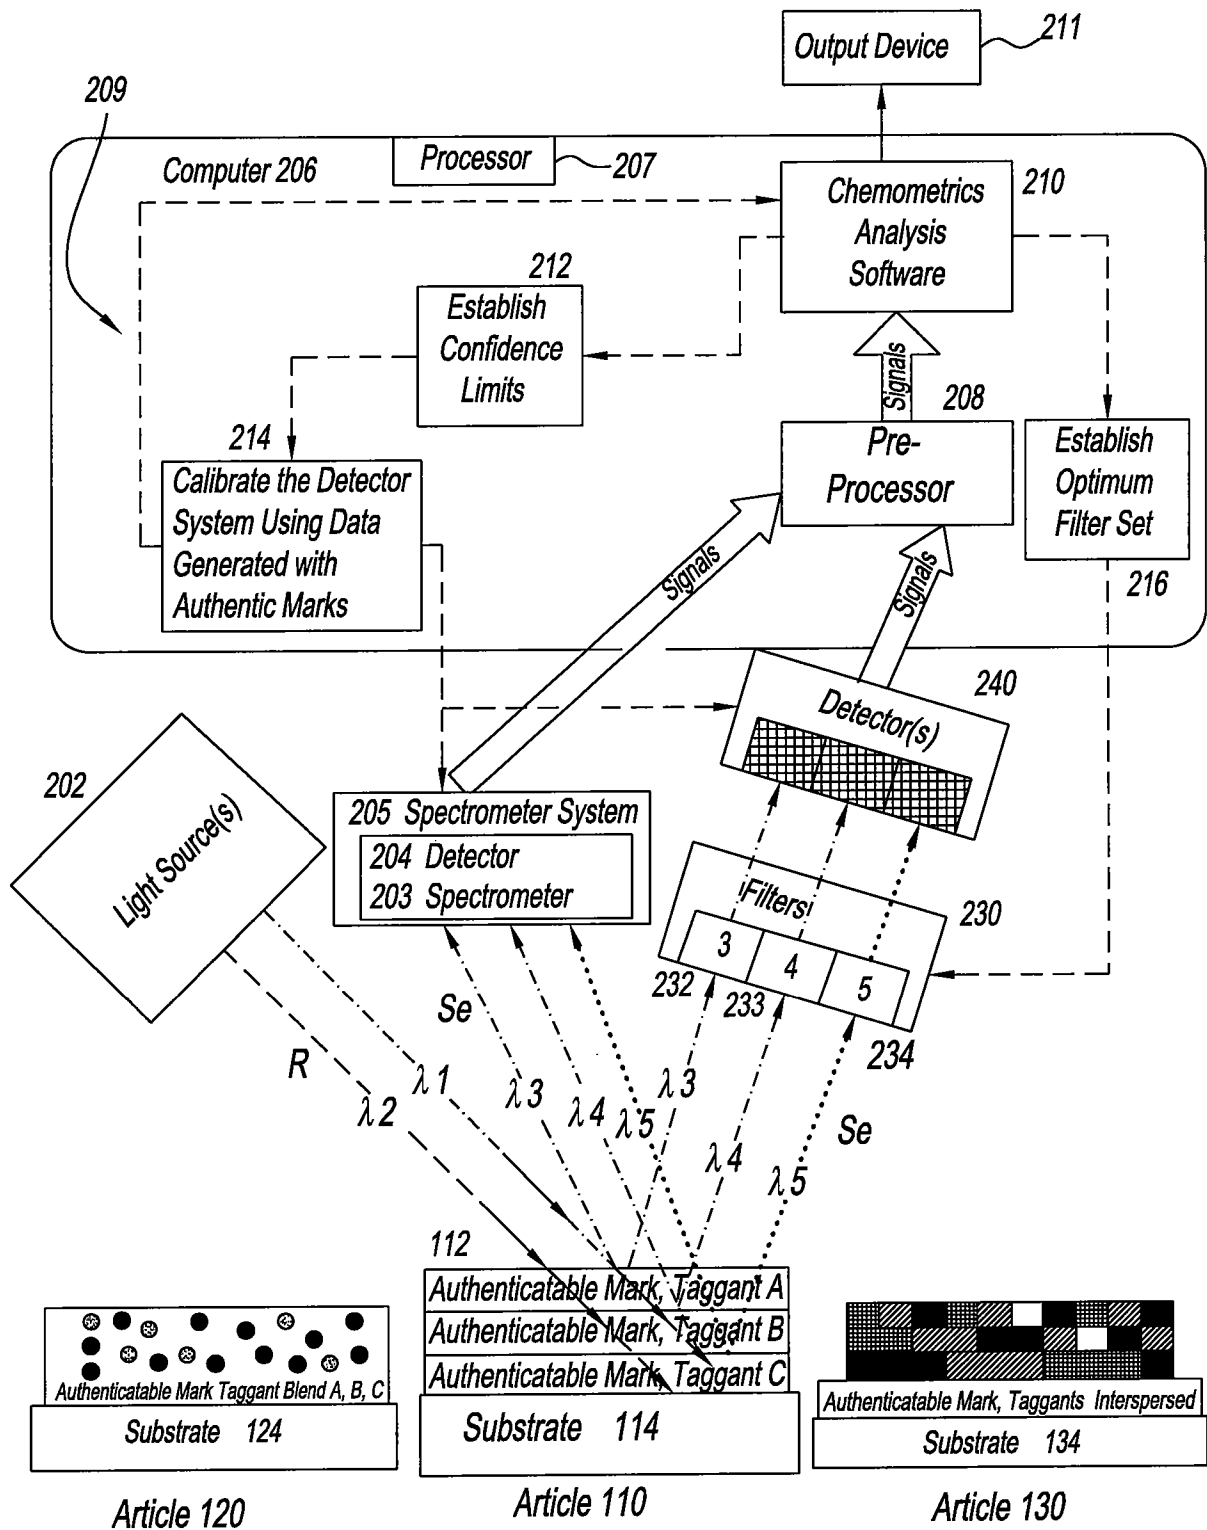 Output Device
211
209
Computer 206
Processor
207
Chemometrics
Analysis
Software
210
212
Establish
Confidence
Limits
Signals
208
Pre-
Processor
214
Calibrate the Detector
System Using Data
Generated with
Authentic Marks
Establish
Optimum
Filter Set
216
Signals
Signals
240
Detector(s)
202
Light Source(s)
205 Spectrometer System
204 Detector
203 Spectrometer
Filters
230
3
4
5
232
233
234
Se
R
λ1
λ2
λ3
λ4
λ5
λ3
λ4
λ5
Se
112
Authenticatable Mark, Taggant A
Authenticatable Mark, Taggant B
Authenticatable Mark, Taggant C
Substrate 114
Article 110
Authenticatable Mark Taggant Blend A, B, C
Substrate 124
Article 120
Authenticatable Mark, Taggants Interspersed
Substrate 134
Article 130